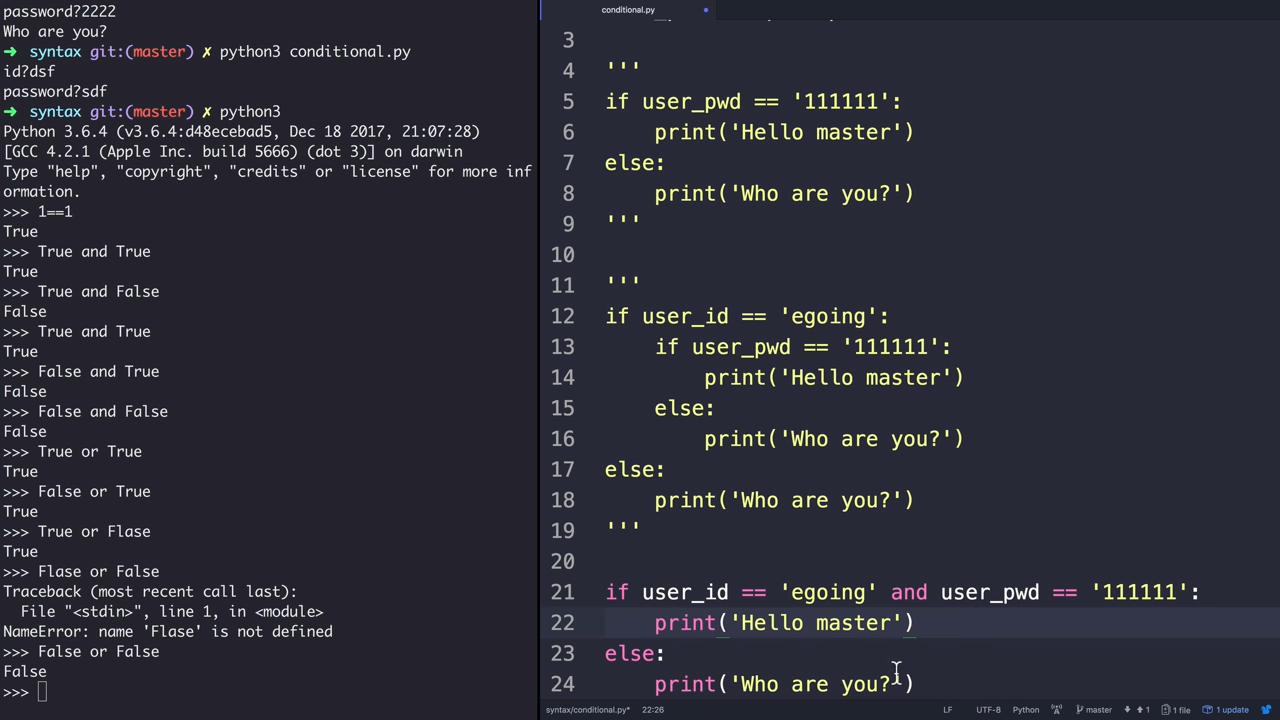 password?2222
Who are you?
➜ syntax git:(master) ✗ python3 conditional.py
id?dsf
password?sdf
➜ syntax git:(master) ✗ python3
Python 3.6.4 (v3.6.4:d48ecebad5, Dec 18 2017, 21:07:28)
[GCC 4.2.1 (Apple Inc. build 5666) (dot 3)] on darwin
Type "help", "copyright", "credits" or "license" for more inf
ormation.
>>> 1==1
True
>>> True and True
True
>>> True and False
False
>>> True and True
True
>>> False and True
False
>>> False and False
False
>>> True or True
True
>>> False or True
True
>>> True or Flase
True
>>> Flase or False
Traceback (most recent call last):
  File "<stdin>", line 1, in <module>
NameError: name 'Flase' is not defined
>>> False or False
False
>>>
conditional.py
3
4 '''
5 if user_pwd == '111111':
6     print('Hello master')
7 else:
8     print('Who are you?')
9 '''
10
11 '''
12 if user_id == 'egoing':
13     if user_pwd == '111111':
14         print('Hello master')
15     else:
16         print('Who are you?')
17 else:
18     print('Who are you?')
19 '''
20
21 if user_id == 'egoing' and user_pwd == '111111':
22     print('Hello master')
23 else:
24     print('Who are you?')
syntax/conditional.py* 22:26 LF UTF-8 Python master 1 1 file 1 update